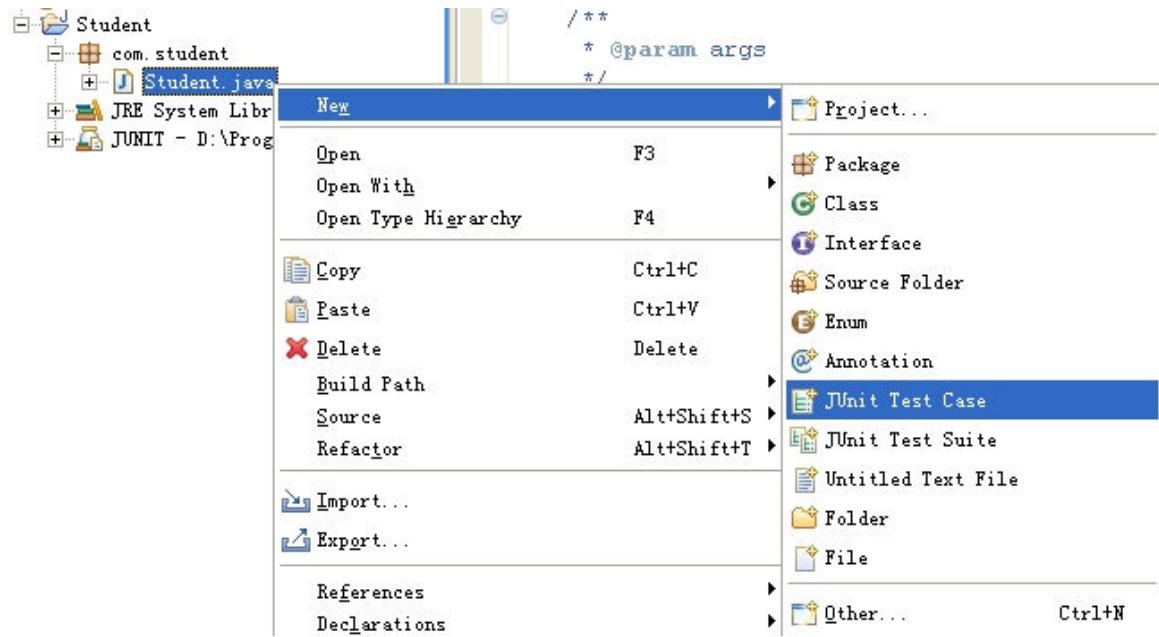 Student
com.student
Student.java
JRE System Libr
JUNIT - D:\Prog
/**
* @param args
*/
New
Open F3
Open With
Open Type Hierarchy F4
Copy Ctrl+C
Paste Ctrl+V
Delete Delete
Build Path
Source Alt+Shift+S
Refactor Alt+Shift+T
Import...
Export...
References
Declarations
Project...
Package
Class
Interface
Source Folder
Enum
Annotation
JUnit Test Case
JUnit Test Suite
Untitled Text File
Folder
File
Other... Ctrl+N